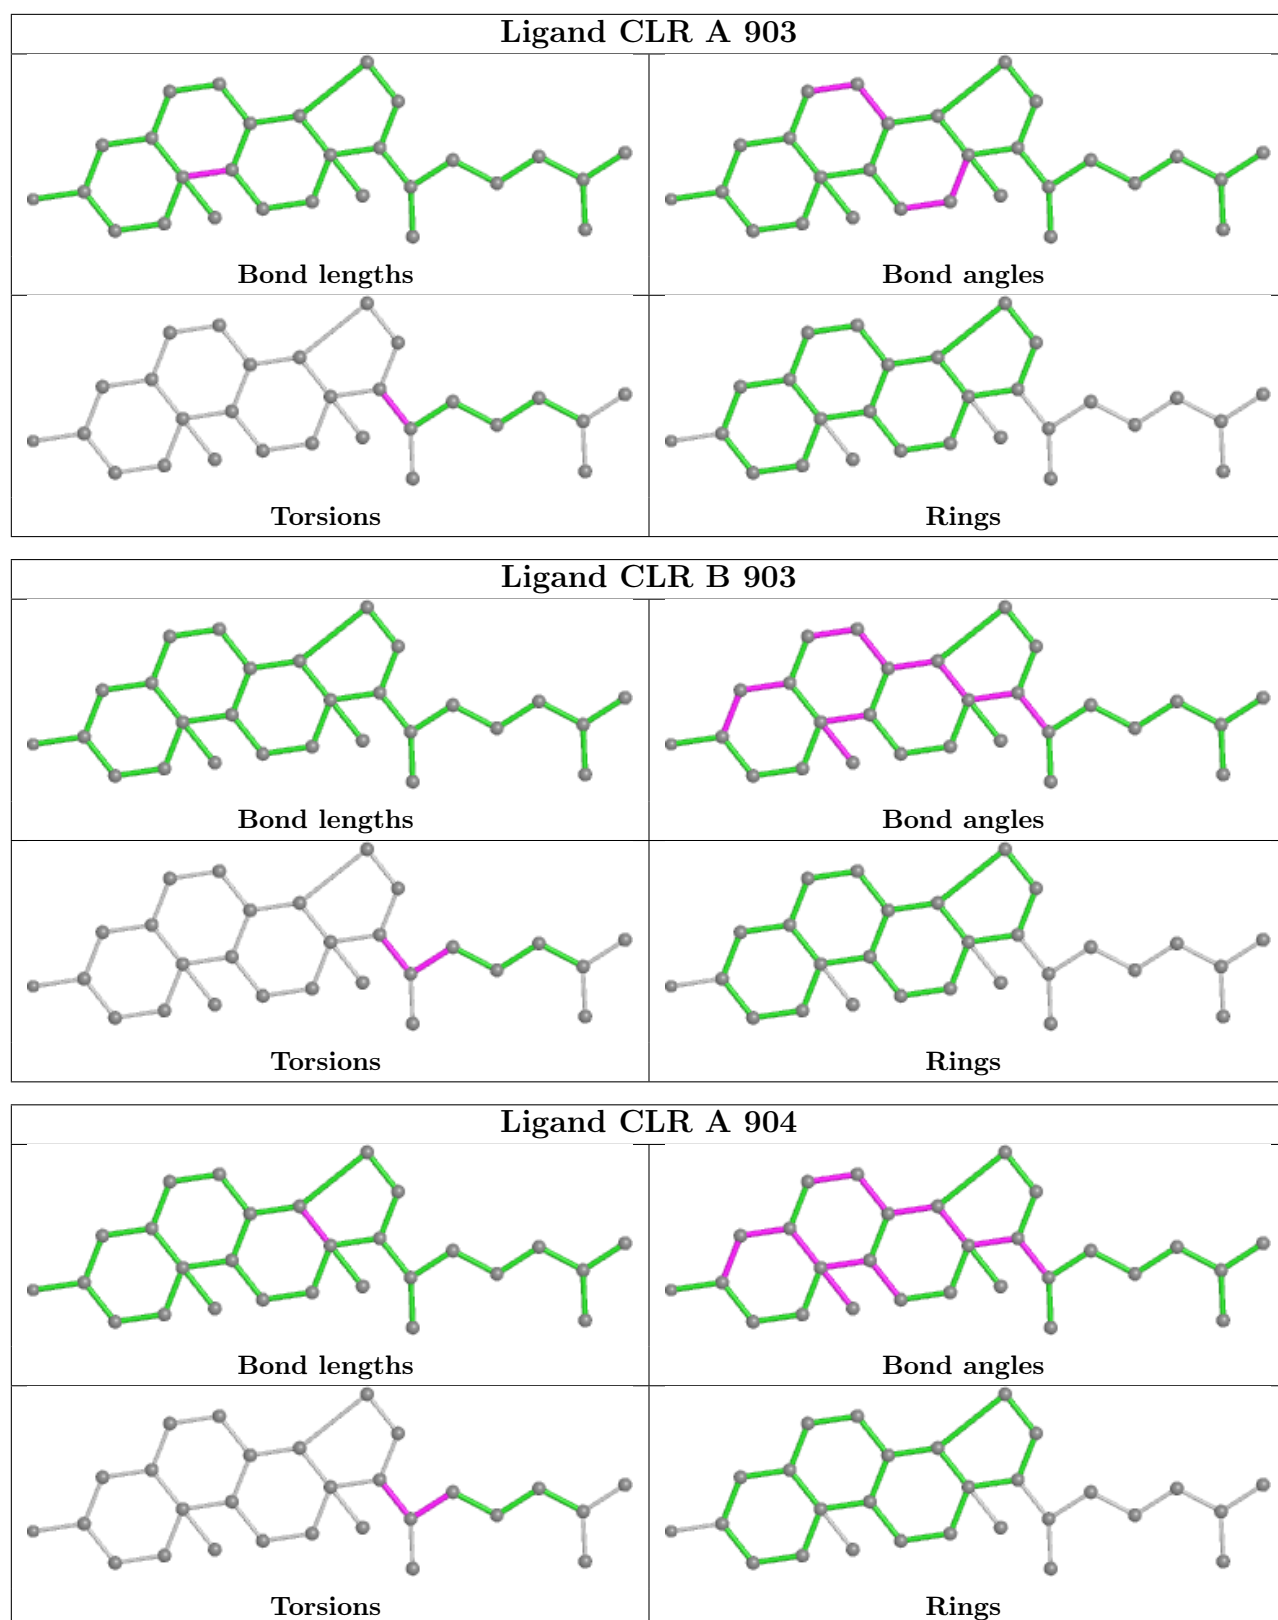 Ligand CLR A 903
Bond lengths
Bond angles
Torsions
Rings
Ligand CLR B 903
Bond lengths
Bond angles
Torsions
Rings
Ligand CLR A 904
Bond lengths
Bond angles
Torsions
Rings